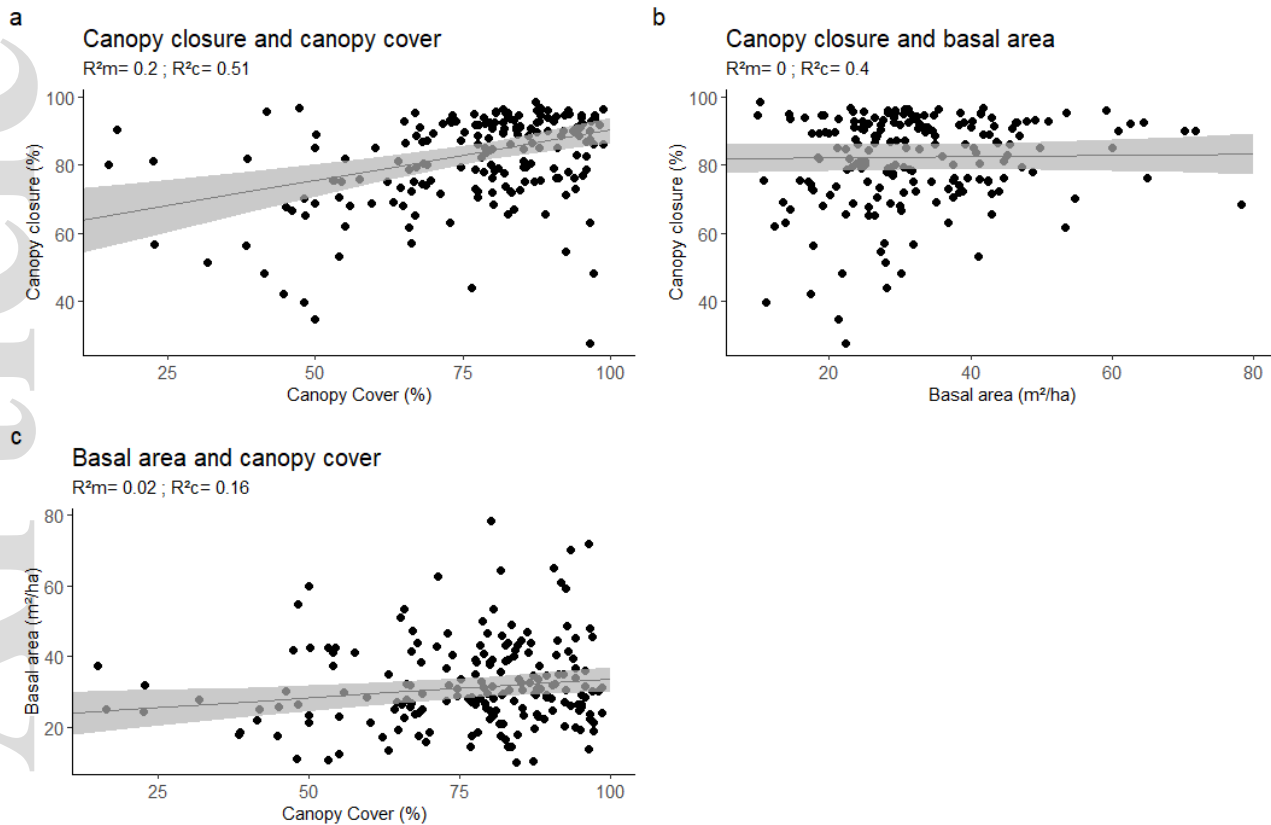 a
Canopy closure and canopy cover
R²m= 0.2 ; R²c= 0.51
100
80
60
40
Canopy closure (%)
25
50
75
100
Canopy Cover (%)
b
Canopy closure and basal area
R²m= 0 ; R²c= 0.4
100
80
60
40
Canopy closure (%)
20
40
60
80
Basal area (m²/ha)
c
Basal area and canopy cover
R²m= 0.02 ; R²c= 0.16
80
60
40
20
Basal area (m²/ha)
25
50
75
100
Canopy Cover (%)